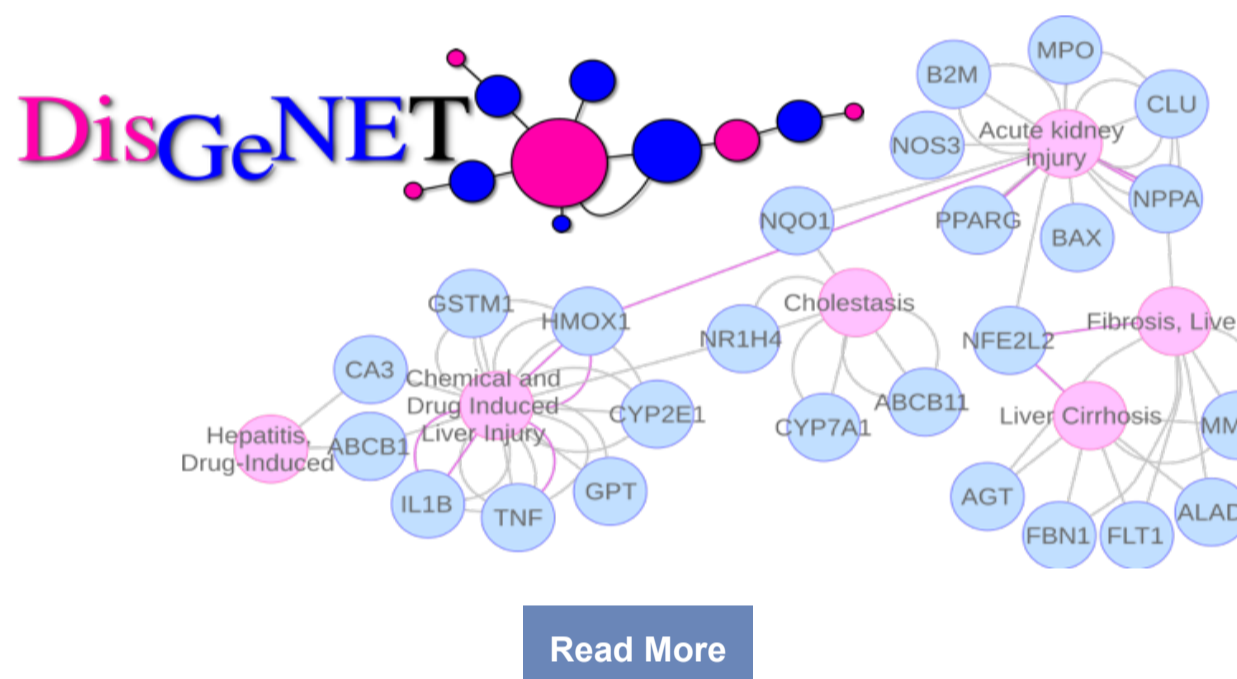 DisGeNET
MPO
B2M
CLU
Acute kidney
injury
NOS3
NPPA
NQO1
PPARG
BAX
GSTM1
HMOX1
Cholestasis
NR1H4
NFE2L2
Fibrosis, Live
CA3
Chemical and
Drug Induced
Liver Injury
CYP2E1
ABCB11
CYP7A1
Liver Cirrhosis
MM
Hepatitis,
Drug-Induced
ABCB1
IL1B
TNF
GPT
AGT
FBN1
FLT1
ALAD
Read More